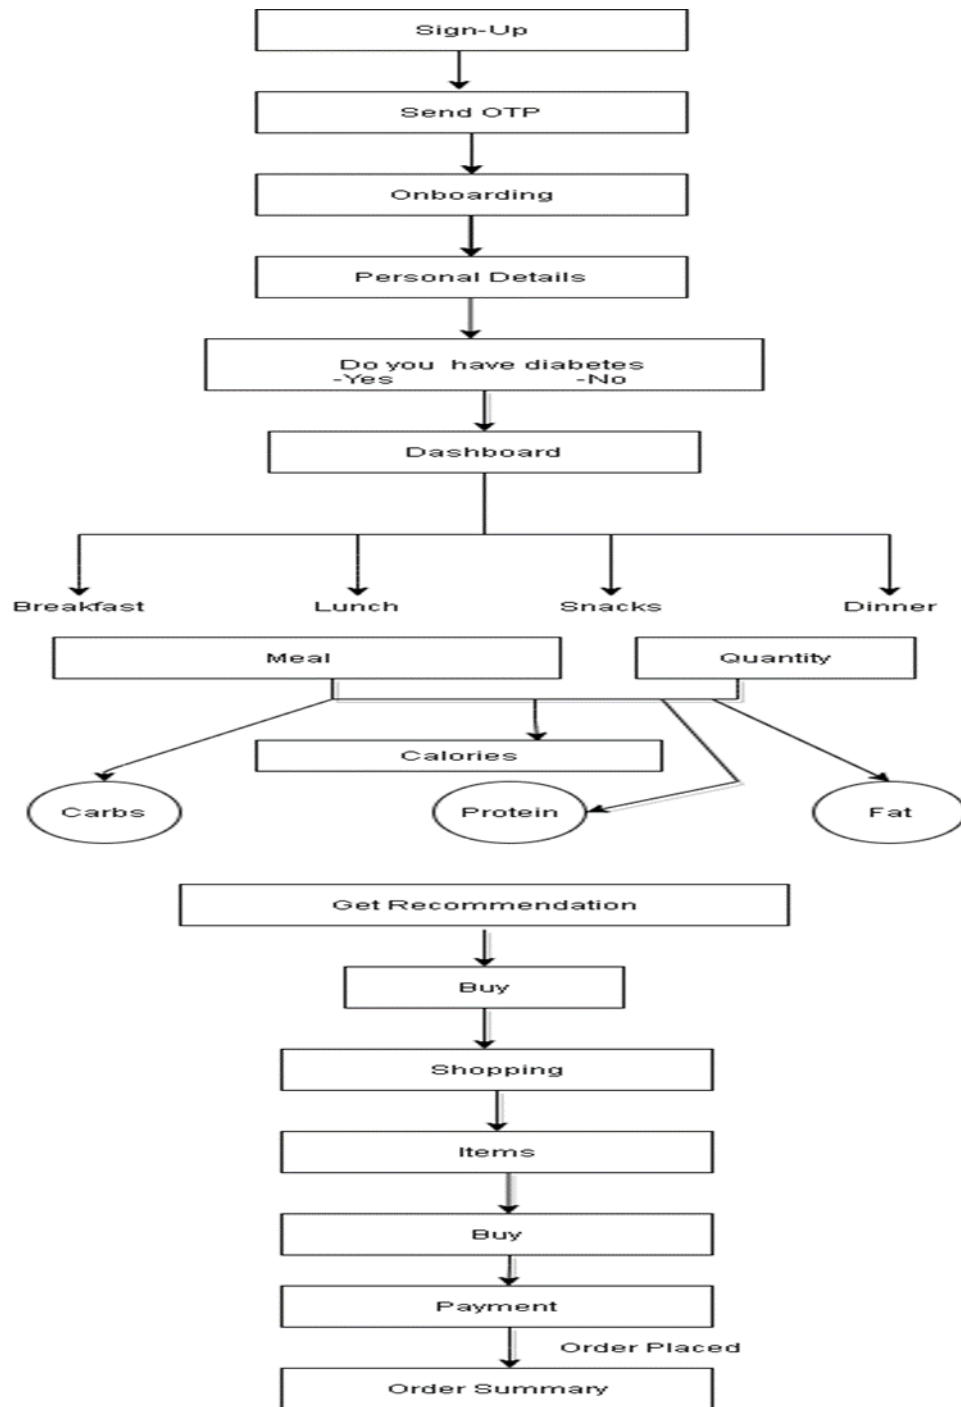 Sign-Up
Send OTP
Onboarding
Personal Details
Do you have diabetes
-Yes -No
Dashboard
Breakfast Lunch Snacks Dinner
Meal Quantity
Calories
Carbs Protein Fat
Get Recommendation
Buy
Shopping
Items
Buy
Payment
Order Placed
Order Summary